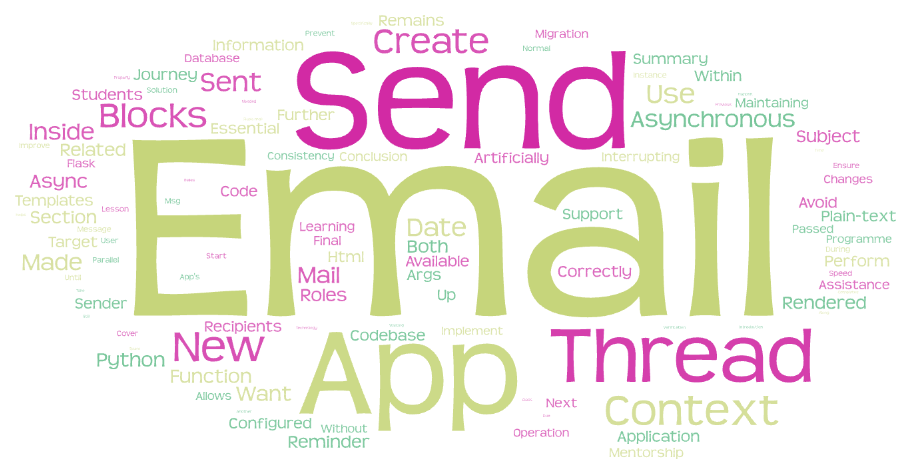 Remains
Prevent
Create
Migration
Normal
Information
Database
Send
Summary
Journey
Sent
Within
Solution
Students
Use
Maintaining
Blocks
Further
Asynchronous
Inside
Essential
Subject
Improve
Related
Consistency
Conclusion
Artificially
Interrupting
Flask
Ensure
Async
Code
Changes
Templates
Msg
Avoid
Section
Lesson
Support
Plain-text
Message
Learning
Date
Passed
Target
User
Final
Both
Programme
During
Made
Parallel
Start
Html
Available
Perform
Until
App's
Mail
Args
Correctly
Speed
Email
Assistance
Sender
Roles
Up
Rendered
Cover
Recipients
Codebase
Implement
Python
New
App
Thread
Function
Allows
Want
Next
Context
Configured
Without
Operation
Application
Reminder
Mentorship